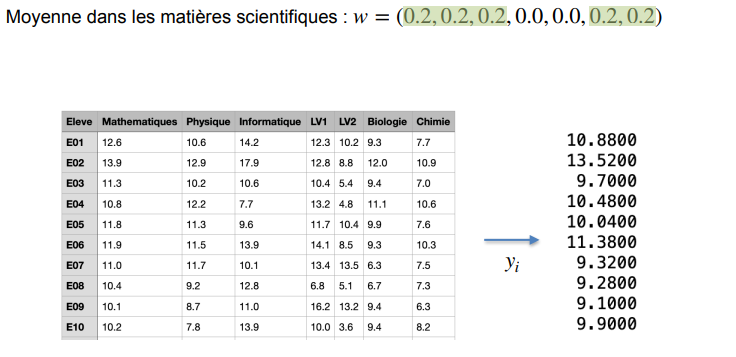 Moyenne dans les matières scientifiques : w = (0.2, 0.2, 0.2, 0.0, 0.0, 0.2, 0.2)
Eleve Mathematiques Physique Informatique LV1 LV2 Biologie Chimie
E01 12.6 10.6 14.2 12.3 10.2 9.3 7.7 10.8800
E02 13.9 12.9 17.9 12.8 8.8 12.0 10.9 13.5200
E03 11.3 10.2 10.6 10.4 5.4 9.4 7.0 9.7000
E04 10.8 12.2 7.7 13.2 4.8 11.1 10.6 10.4800
E05 11.8 11.3 9.6 11.7 10.4 9.9 7.6 10.0400
E06 11.9 11.5 13.9 14.1 8.5 9.3 10.3 11.3800
E07 11.0 11.7 10.1 13.4 13.5 6.3 7.5 yᵢ 9.3200
E08 10.4 9.2 12.8 6.8 5.1 6.7 7.3 9.2800
E09 10.1 8.7 11.0 16.2 13.2 9.4 6.3 9.1000
E10 10.2 7.8 13.9 10.0 3.6 9.4 8.2 9.9000